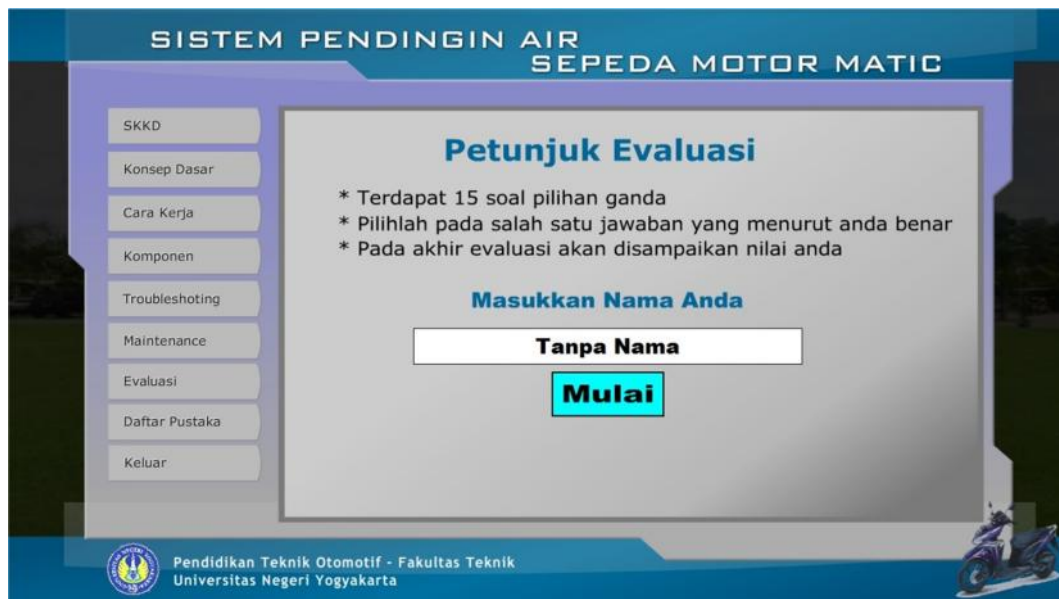 SISTEM PENDINGIN AIR
SEPEDA MOTOR MATIC
SKKD
Konsep Dasar
Cara Kerja
Komponen
Troubleshoting
Maintenance
Evaluasi
Daftar Pustaka
Keluar
Petunjuk Evaluasi
* Terdapat 15 soal pilihan ganda
* Pilihlah pada salah satu jawaban yang menurut anda benar
* Pada akhir evaluasi akan disampaikan nilai anda
Masukkan Nama Anda
Tanpa Nama
Mulai
Pendidikan Teknik Otomotif - Fakultas Teknik
Universitas Negeri Yogyakarta